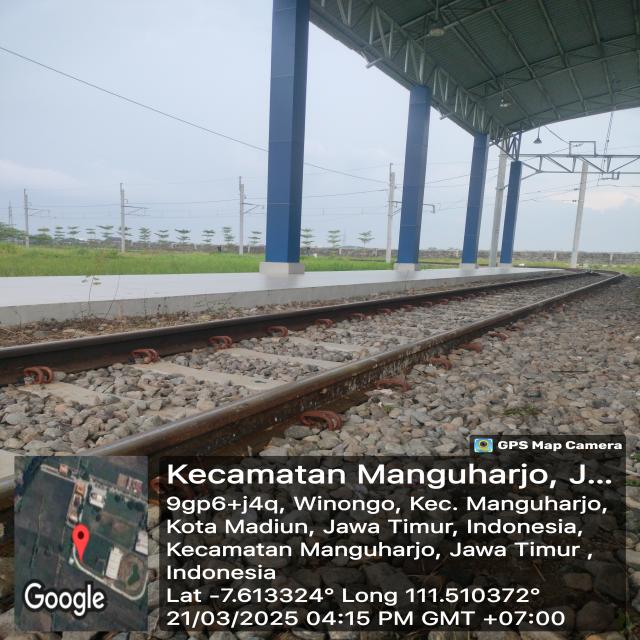 GPS Map Camera
Kecamatan Manguharjo, J...
9gp6+j4q, Winongo, Kec. Manguharjo,
Kota Madiun, Jawa Timur, Indonesia,
Kecamatan Manguharjo, Jawa Timur ,
Indonesia
Lat -7.613324° Long 111.510372°
21/03/2025 04:15 PM GMT +07:00
Google